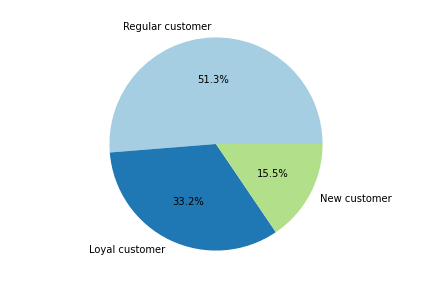 Regular customer
51.3%
15.5%
33.2%
New customer
Loyal customer